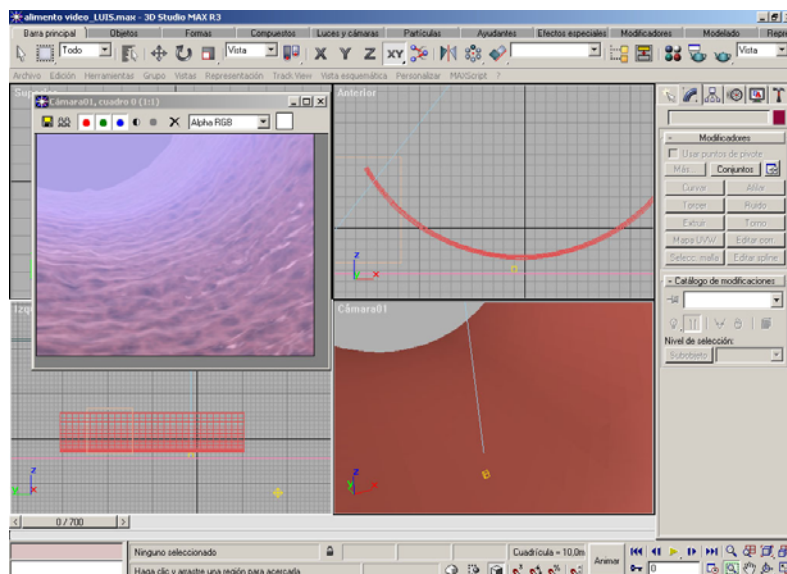 alimento video_LUIS.max - 3D Studio MAX R3
Barra principal Objetos Formas Compuestos Luces y cámaras Partículas Ayudantes Efectos especiales Modificadores Modelado
Todo Vista X Y Z XY Vista
Archivo Edición Herramientas Grupo Vistas Representación Track View Vista esquemática Personalizar MAXScript ?
Anterior
Cámara01, cuadro 0 (1:1)
Alpha RGB
Modificadores
Usar puntos de pivote
Más... Conjuntos
Curvar Afilar
Torcer Ruido
Extruir Torno
Mapa UVW Editar corr.
Selecc. malla Editar spline
z
x
y
Catálogo de modificaciones
Cámara01
Nivel de selección:
Subobjeto
z
y x
z
y x
0 / 700
Ninguno seleccionado Cuadrícula = 10,0m Animar
Haga clic y arrastre una región para acercarla 0